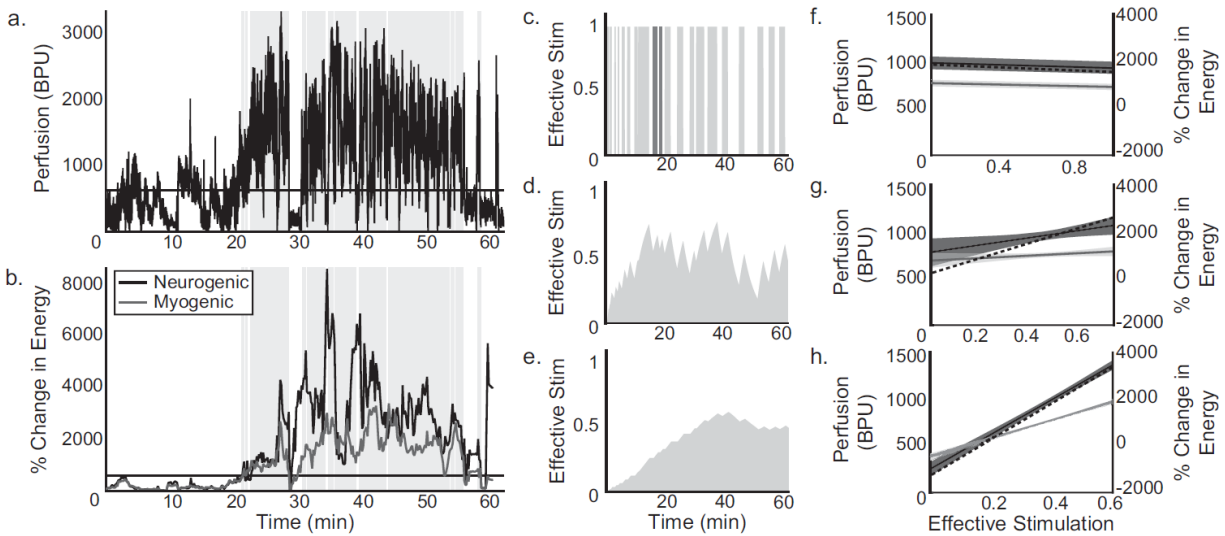 a.
3000
2000
1000
0
Perfusion (BPU)
0 10 20 30 40 50 60
b.
Neurogenic
Myogenic
8000
6000
4000
2000
0
% Change in Energy
0 10 20 30 40 50 60
Time (min)
c.
1
0.5
0
Effective Stim
20 40 60
d.
1
0.5
0
Effective Stim
20 40 60
e.
1
0.5
0
Effective Stim
20 40 60
Time (min)
f.
1500
1000
500
Perfusion
(BPU)
0.4 0.8
4000
2000
0
-2000
% Change in
Energy
g.
1500
1000
500
0
Perfusion
(BPU)
0.2 0.6
4000
2000
0
-2000
% Change in
Energy
h.
1500
1000
500
0
Perfusion
(BPU)
0.2 0.4 0.6
4000
2000
0
-2000
% Change in
Energy
Effective Stimulation